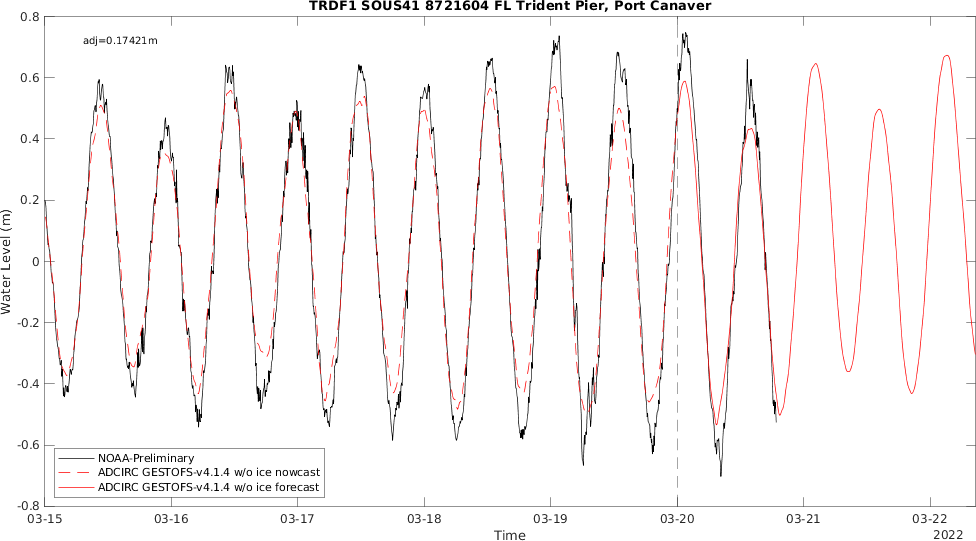 TRDF1 SOUS41 8721604 FL Trident Pier, Port Canaver
adj=0.17421m
0.8
0.6
0.4
0.2
0
-0.2
-0.4
-0.6
-0.8
Water Level (m)
NOAA-Preliminary
ADCIRC GESTOFS-v4.1.4 w/o ice nowcast
ADCIRC GESTOFS-v4.1.4 w/o ice forecast
03-15 03-16 03-17 03-18 03-19 03-20 03-21 03-22
Time
2022